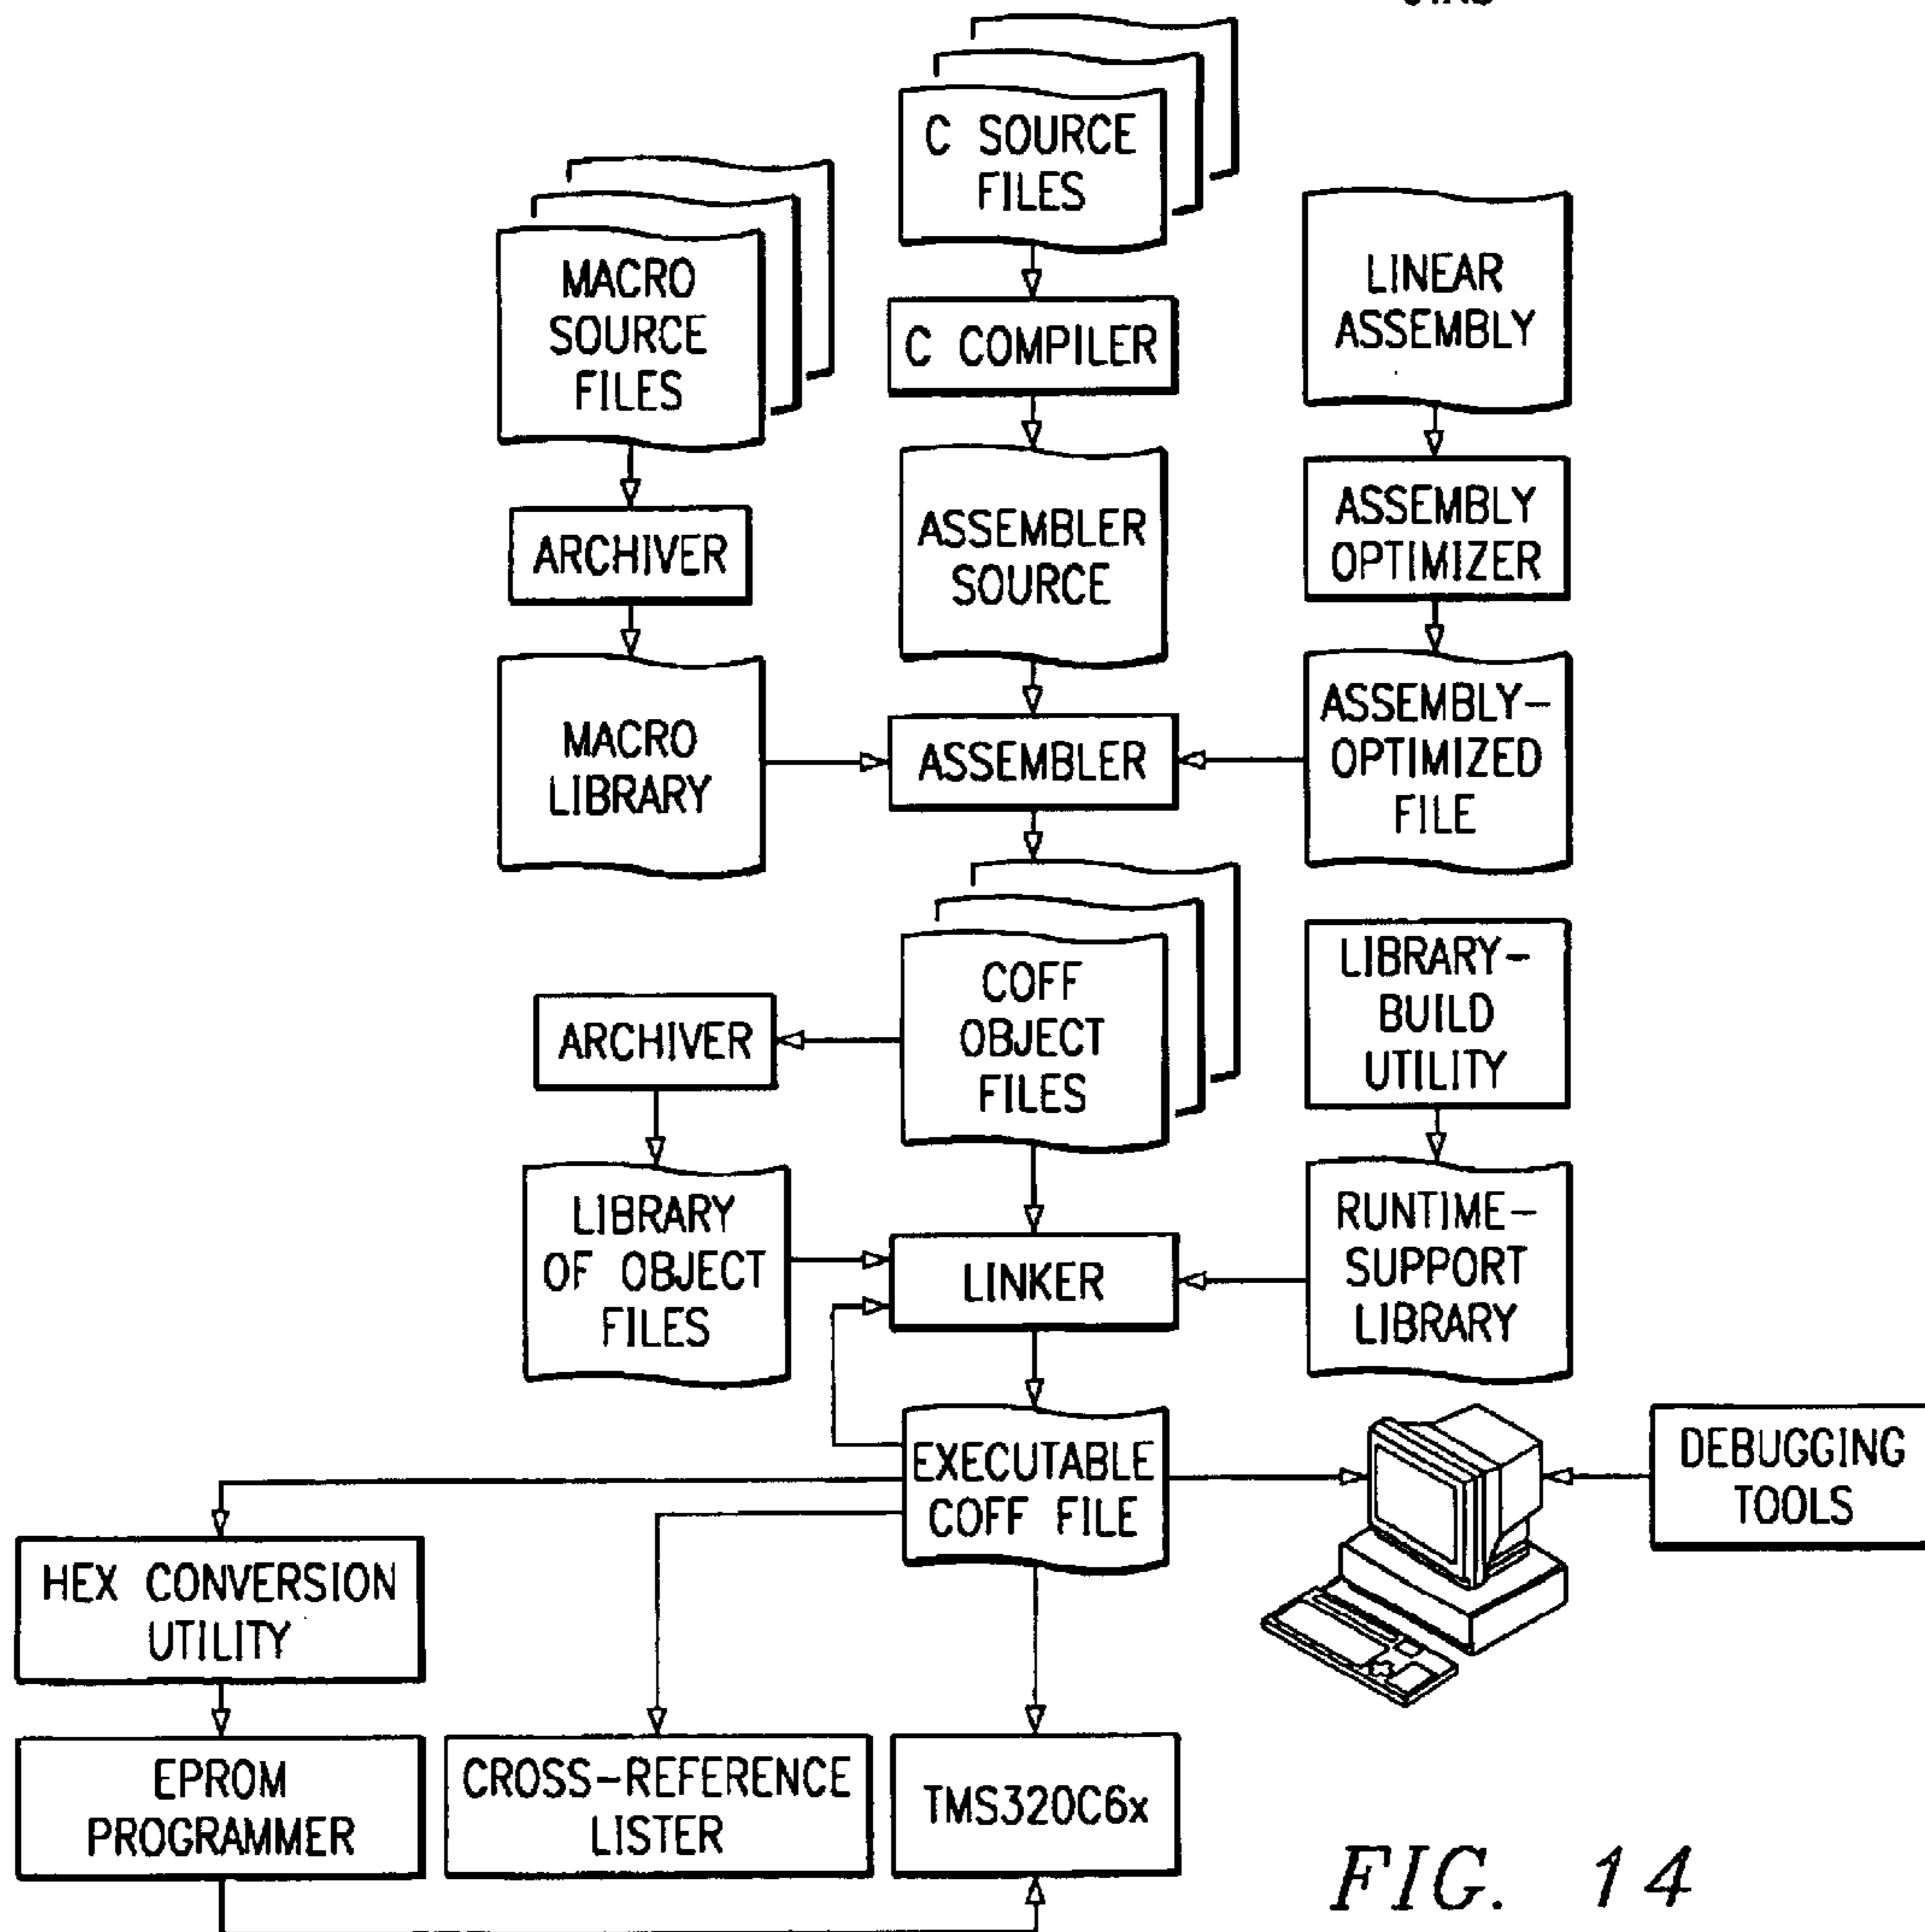 C SOURCE
FILES
MACRO
SOURCE
FILES
LINEAR
ASSEMBLY
C COMPILER
ARCHIVER
ASSEMBLER
SOURCE
ASSEMBLY
OPTIMIZER
MACRO
LIBRARY
ASSEMBLER
ASSEMBLY-
OPTIMIZED
FILE
ARCHIVER
COFF
OBJECT
FILES
LIBRARY-
BUILD
UTILITY
LIBRARY
OF OBJECT
FILES
LINKER
RUNTIME-
SUPPORT
LIBRARY
EXECUTABLE
COFF FILE
DEBUGGING
TOOLS
HEX CONVERSION
UTILITY
EPROM
PROGRAMMER
CROSS-REFERENCE
LISTER
TMS320C6x
FIG. 14